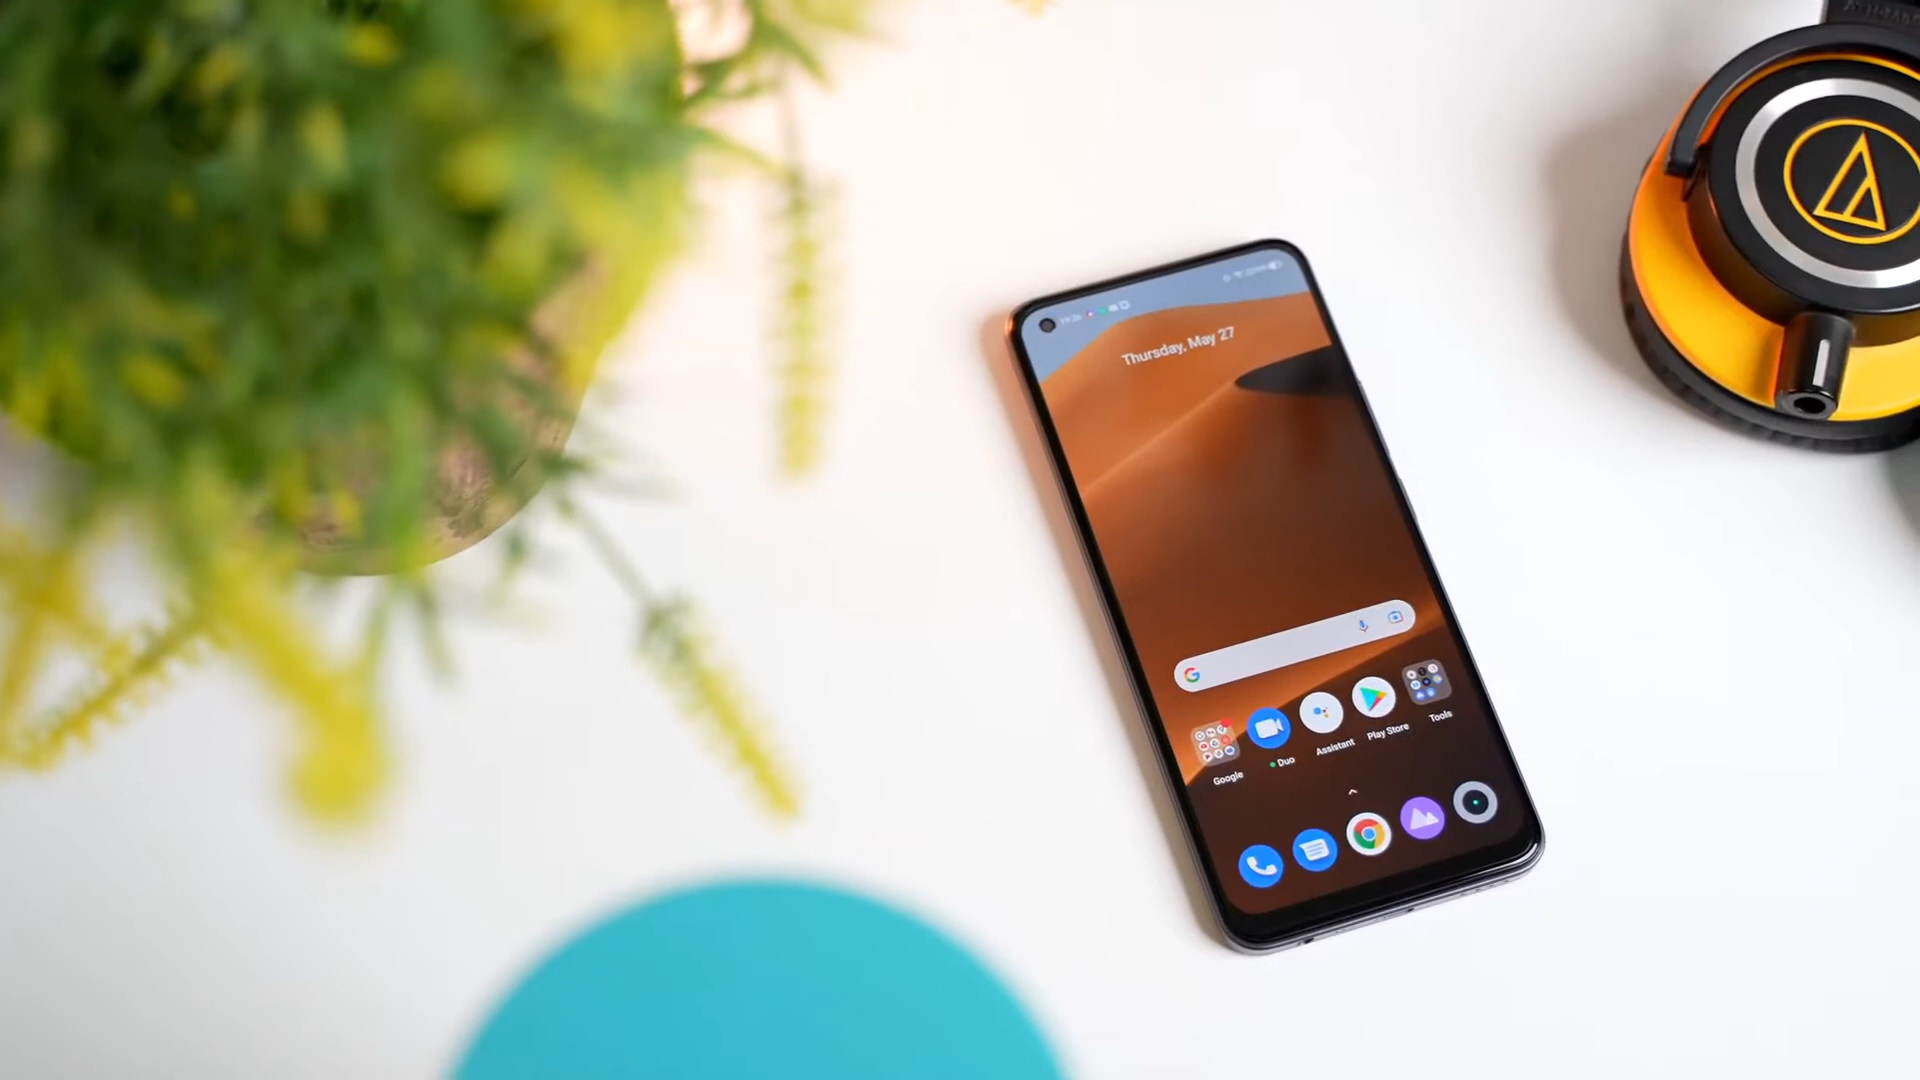 Thursday, May 27
Google
Duo
Assistant
Play Store
Tools